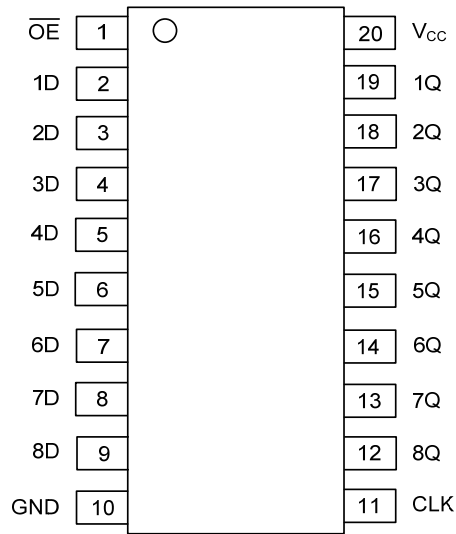 O̅E̅ 1 20 VCC
1D 2 19 1Q
2D 3 18 2Q
3D 4 17 3Q
4D 5 16 4Q
5D 6 15 5Q
6D 7 14 6Q
7D 8 13 7Q
8D 9 12 8Q
GND 10 11 CLK